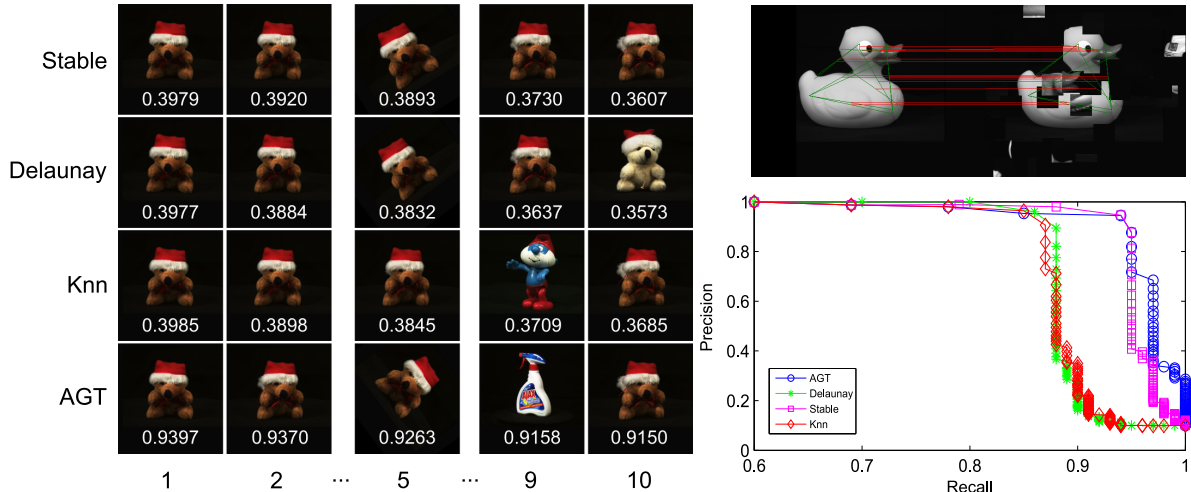 Stable
0.3979 0.3920 0.3893 0.3730 0.3607
Delaunay
0.3977 0.3884 0.3832 0.3637 0.3573
Knn
0.3985 0.3898 0.3845 0.3709 0.3685
AGT
AJAX
0.9397 0.9370 0.9263 0.9158 0.9150
1 2 ... 5 ... 9 10
1
0.8
0.6
0.4
0.2
0
Precision
AGT
Delaunay
Stable
Knn
0.6 0.7 0.8 0.9 1
Recall